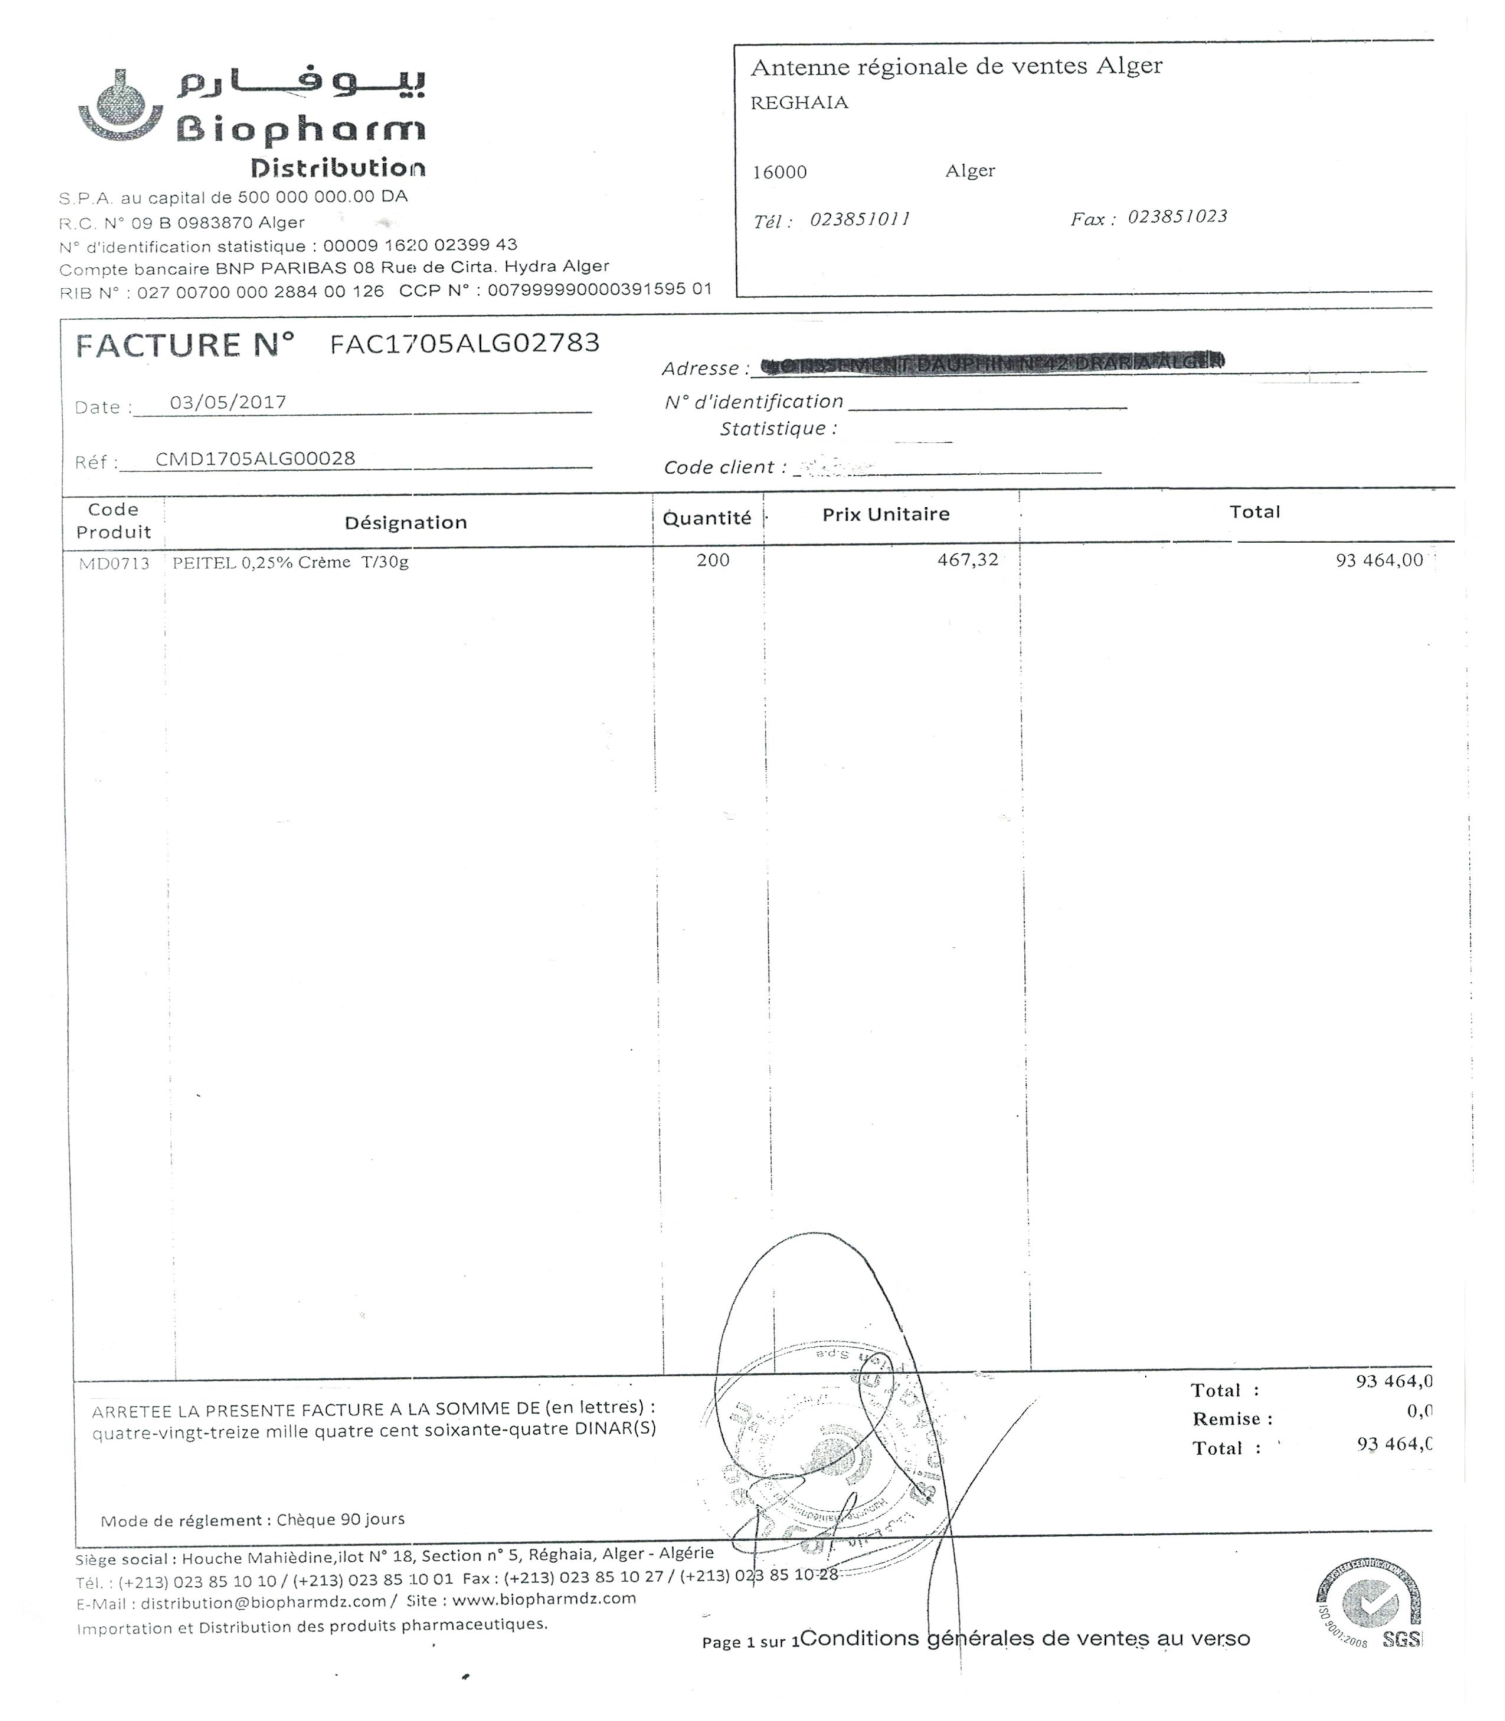 بيوفارم
Biopharm
Distribution
S.P.A. au capital de 500 000 000.00 DA
R.C. N° 09 B 0983870 Alger
N° d'identification statistique : 00009 1620 02399 43
Compte bancaire BNP PARIBAS 08 Rue de Cirta. Hydra Alger
RIB N° : 027 00700 000 2884 00 126 CCP N° : 007999990000391595 01
Antenne régionale de ventes Alger
REGHAIA
16000 Alger
Tél : 023851011 Fax : 023851023
FACTURE N° FAC1705ALG02783
Date : 03/05/2017
Réf : CMD1705ALG00028
Adresse :
N° d'identification
Statistique :
Code client :
Code Produit Désignation Quantité Prix Unitaire Total
MD0713 PEITEL 0,25% Crème T/30g 200 467,32 93 464,00
ARRETEE LA PRESENTE FACTURE A LA SOMME DE (en lettres) :
quatre-vingt-treize mille quatre cent soixante-quatre DINAR(S)
Total : 93 464,0
Remise : 0,0
Total : 93 464,0
Mode de réglement : Chèque 90 jours
Siège social : Houche Mahièdine,ilot N° 18, Section n° 5, Réghaia, Alger - Algérie
Tél. : (+213) 023 85 10 10 / (+213) 023 85 10 01 Fax : (+213) 023 85 10 27 / (+213) 023 85 10 28
E-Mail : distribution@biopharmdz.com / Site : www.biopharmdz.com
Importation et Distribution des produits pharmaceutiques.
Page 1 sur 1Conditions générales de ventes au verso
ISO 9001:2008
SGS